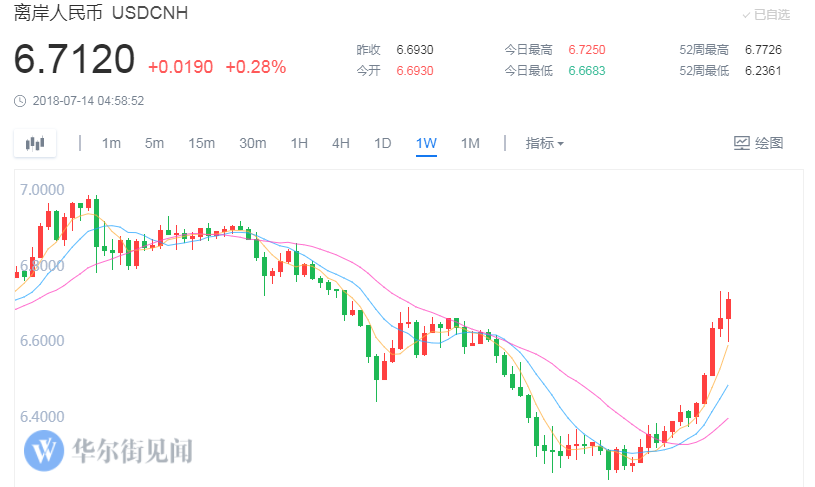 离岸人民币 USDCNH
已自选
6.7120 +0.0190 +0.28%
昨收 6.6930 今日最高 6.7250 52周最高 6.7726
今开 6.6930 今日最低 6.6683 52周最低 6.2361
2018-07-14 04:58:52
1m 5m 15m 30m 1H 4H 1D 1W 1M 指标 绘图
7.0000
6.8000
6.6000
6.4000
W 华尔街见闻